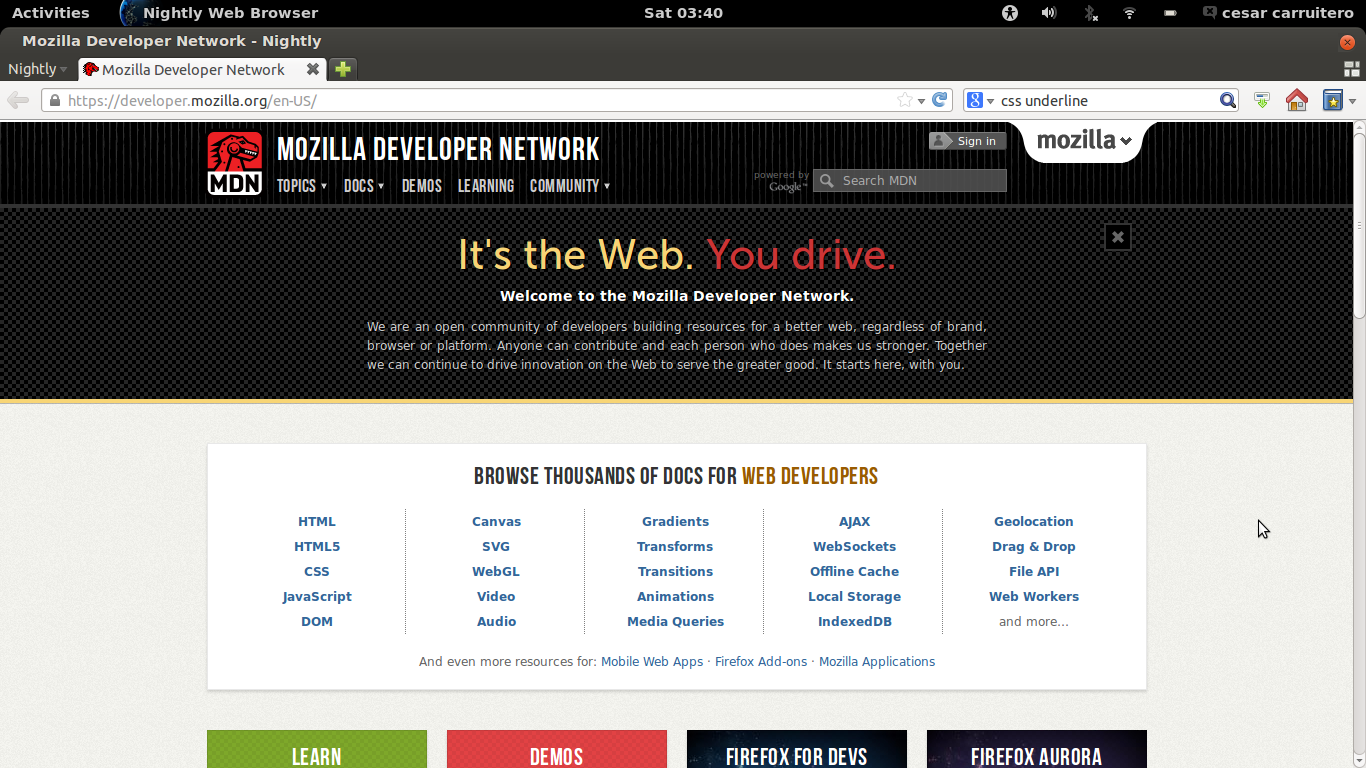 Activities Nightly Web Browser Sat 03:40 cesar carruitero
Mozilla Developer Network - Nightly
Nightly Mozilla Developer Network
https://developer.mozilla.org/en-US/ 8 css underline
MDN
MOZILLA DEVELOPER NETWORK
Sign in
mozilla
TOPICS DOCS DEMOS LEARNING COMMUNITY
powered by Google™ Search MDN
It's the Web. You drive.
Welcome to the Mozilla Developer Network.
We are an open community of developers building resources for a better web, regardless of brand,
browser or platform. Anyone can contribute and each person who does makes us stronger. Together
we can continue to drive innovation on the Web to serve the greater good. It starts here, with you.
BROWSE THOUSANDS OF DOCS FOR WEB DEVELOPERS
HTML Canvas Gradients AJAX Geolocation
HTML5 SVG Transforms WebSockets Drag & Drop
CSS WebGL Transitions Offline Cache File API
JavaScript Video Animations Local Storage Web Workers
DOM Audio Media Queries IndexedDB and more...
And even more resources for: Mobile Web Apps · Firefox Add-ons · Mozilla Applications
LEARN DEMOS FIREFOX FOR DEVS FIREFOX AURORA